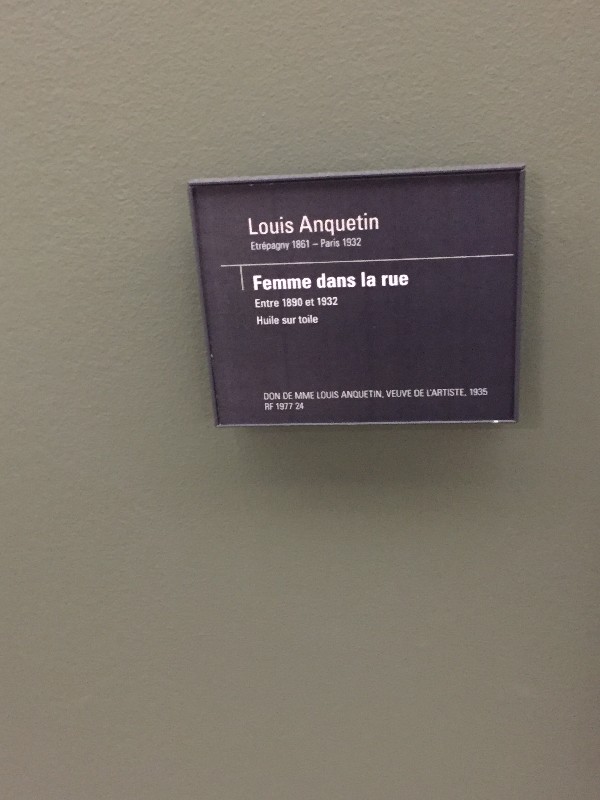 Louis Anquetin
Etrépagny 1861 – Paris 1932
Femme dans la rue
Entre 1890 et 1932
Huile sur toile
DON DE MME LOUIS ANQUETIN, VEUVE DE L'ARTISTE, 1935
RF 1977 24